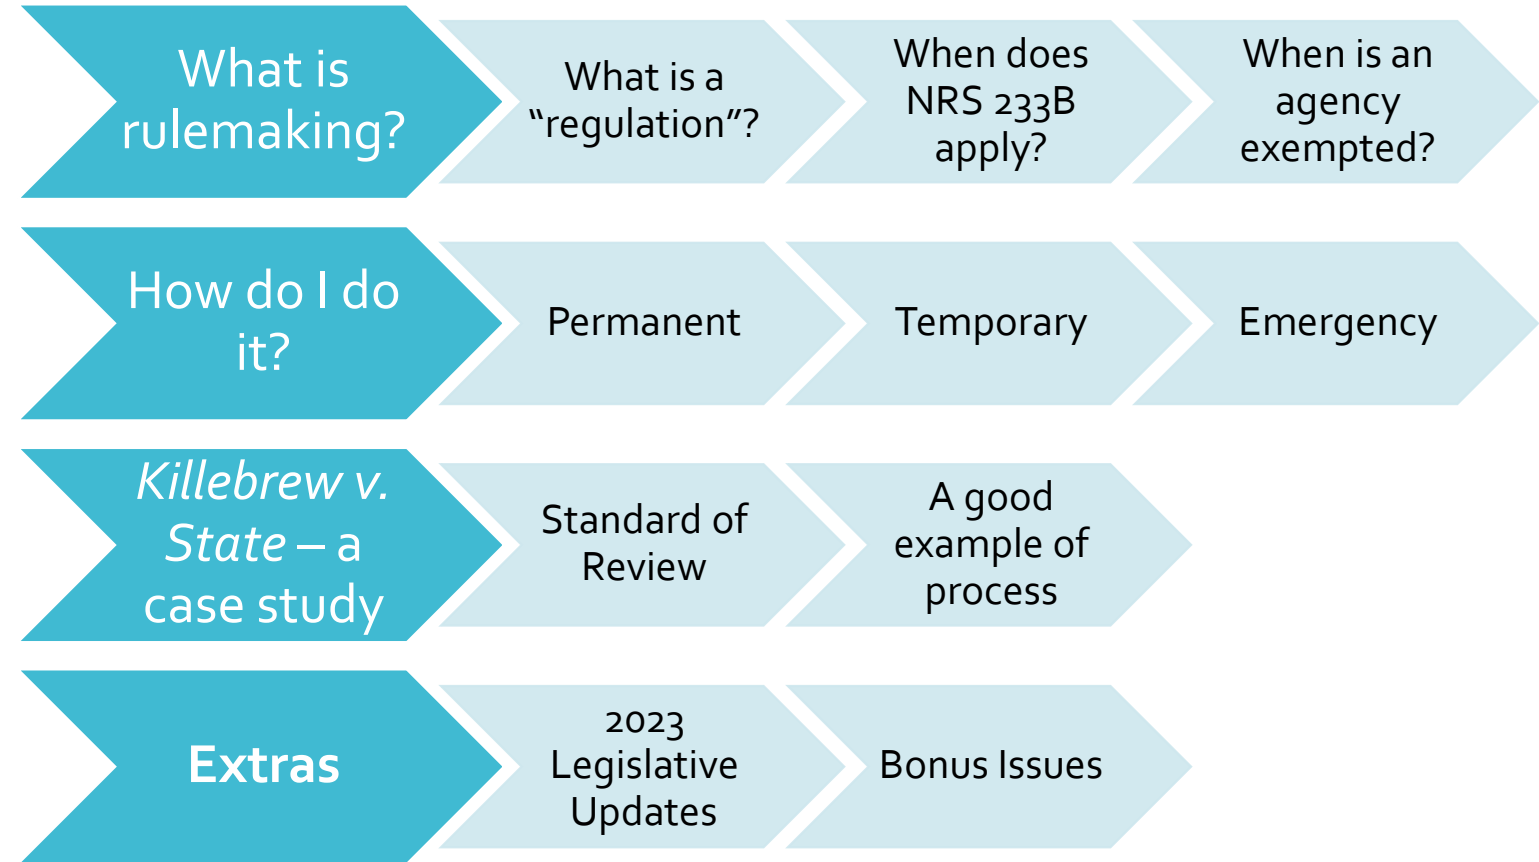 What is
rulemaking?
What is a
“regulation”?
When does
NRS 233B
apply?
When is an
agency
exempted?
How do I do
it?
Permanent
Temporary
Emergency
Killebrew v.
State – a
case study
Standard of
Review
A good
example of
process
Extras
2023
Legislative
Updates
Bonus Issues